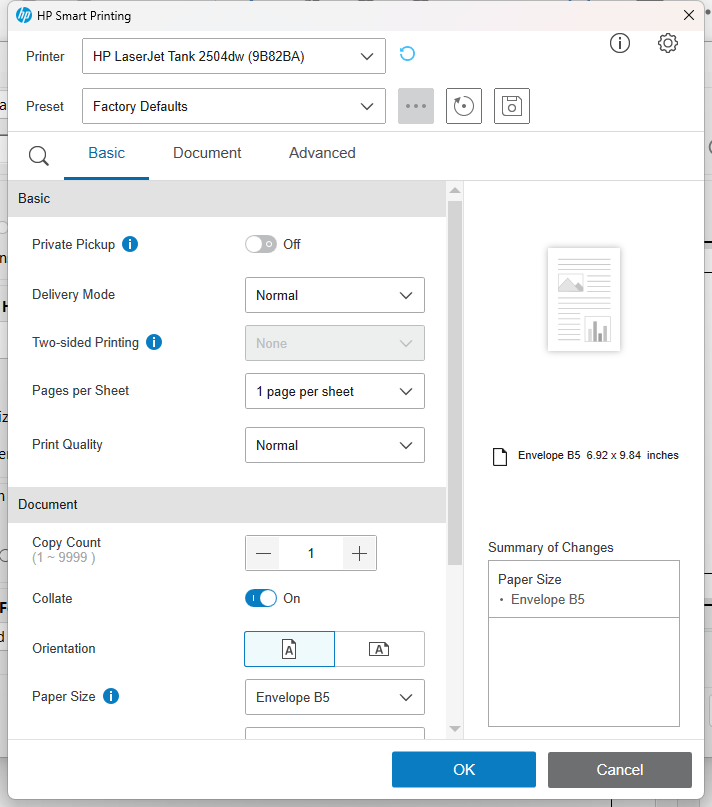 hp HP Smart Printing
Printer HP LaserJet Tank 2504dw (9B82BA)
Preset Factory Defaults
Basic Document Advanced
Basic
Private Pickup i Off
Delivery Mode Normal
Two-sided Printing i None
Pages per Sheet 1 page per sheet
Print Quality Normal
Document
Copy Count
(1 ~ 9999 )
1
Collate On
Orientation A A
Paper Size i Envelope B5
Envelope B5 6.92 x 9.84 inches
Summary of Changes
Paper Size
• Envelope B5
OK Cancel